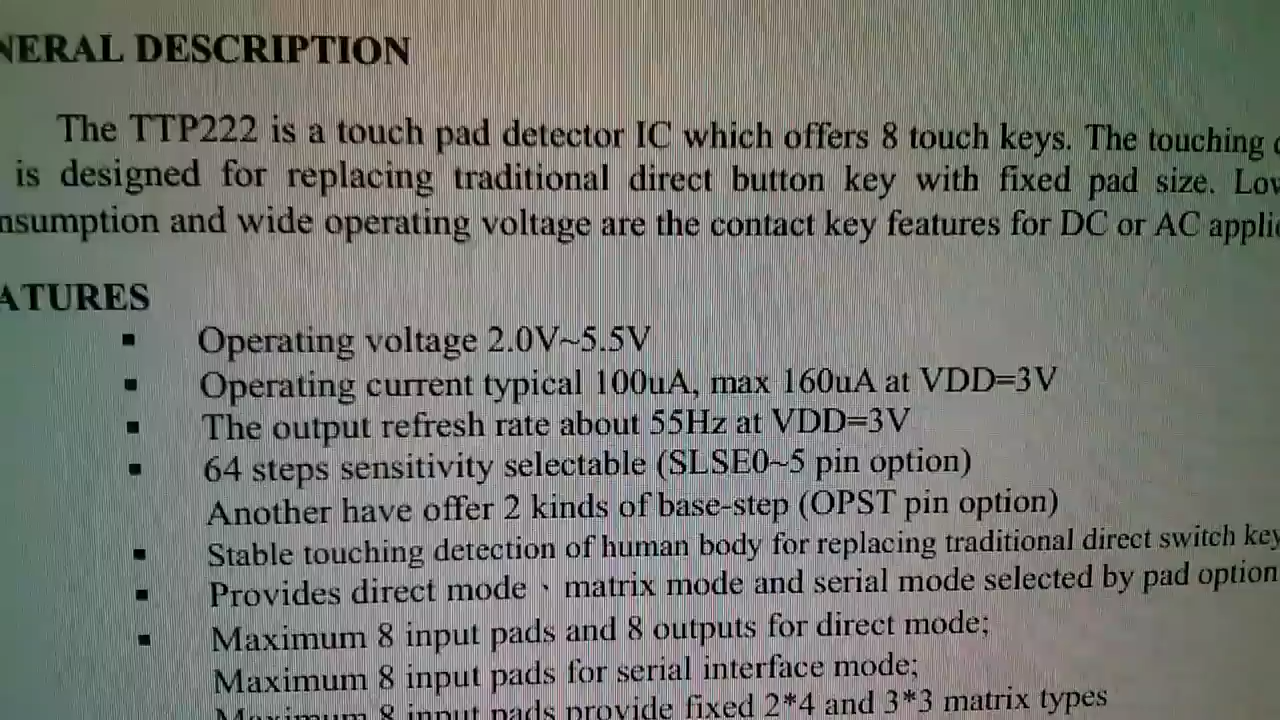 NERAL DESCRIPTION
The TTP222 is a touch pad detector IC which offers 8 touch keys. The touching
is designed for replacing traditional direct button key with fixed pad size. Low
nsumption and wide operating voltage are the contact key features for DC or AC applic
ATURES
▪ Operating voltage 2.0V~5.5V
▪ Operating current typical 100uA, max 160uA at VDD=3V
▪ The output refresh rate about 55Hz at VDD=3V
▪ 64 steps sensitivity selectable (SLSE0~5 pin option)
Another have offer 2 kinds of base-step (OPST pin option)
▪ Stable touching detection of human body for replacing traditional direct switch key
▪ Provides direct mode、matrix mode and serial mode selected by pad option
▪ Maximum 8 input pads and 8 outputs for direct mode;
Maximum 8 input pads for serial interface mode;
Maximum 8 input pads provide fixed 2*4 and 3*3 matrix types